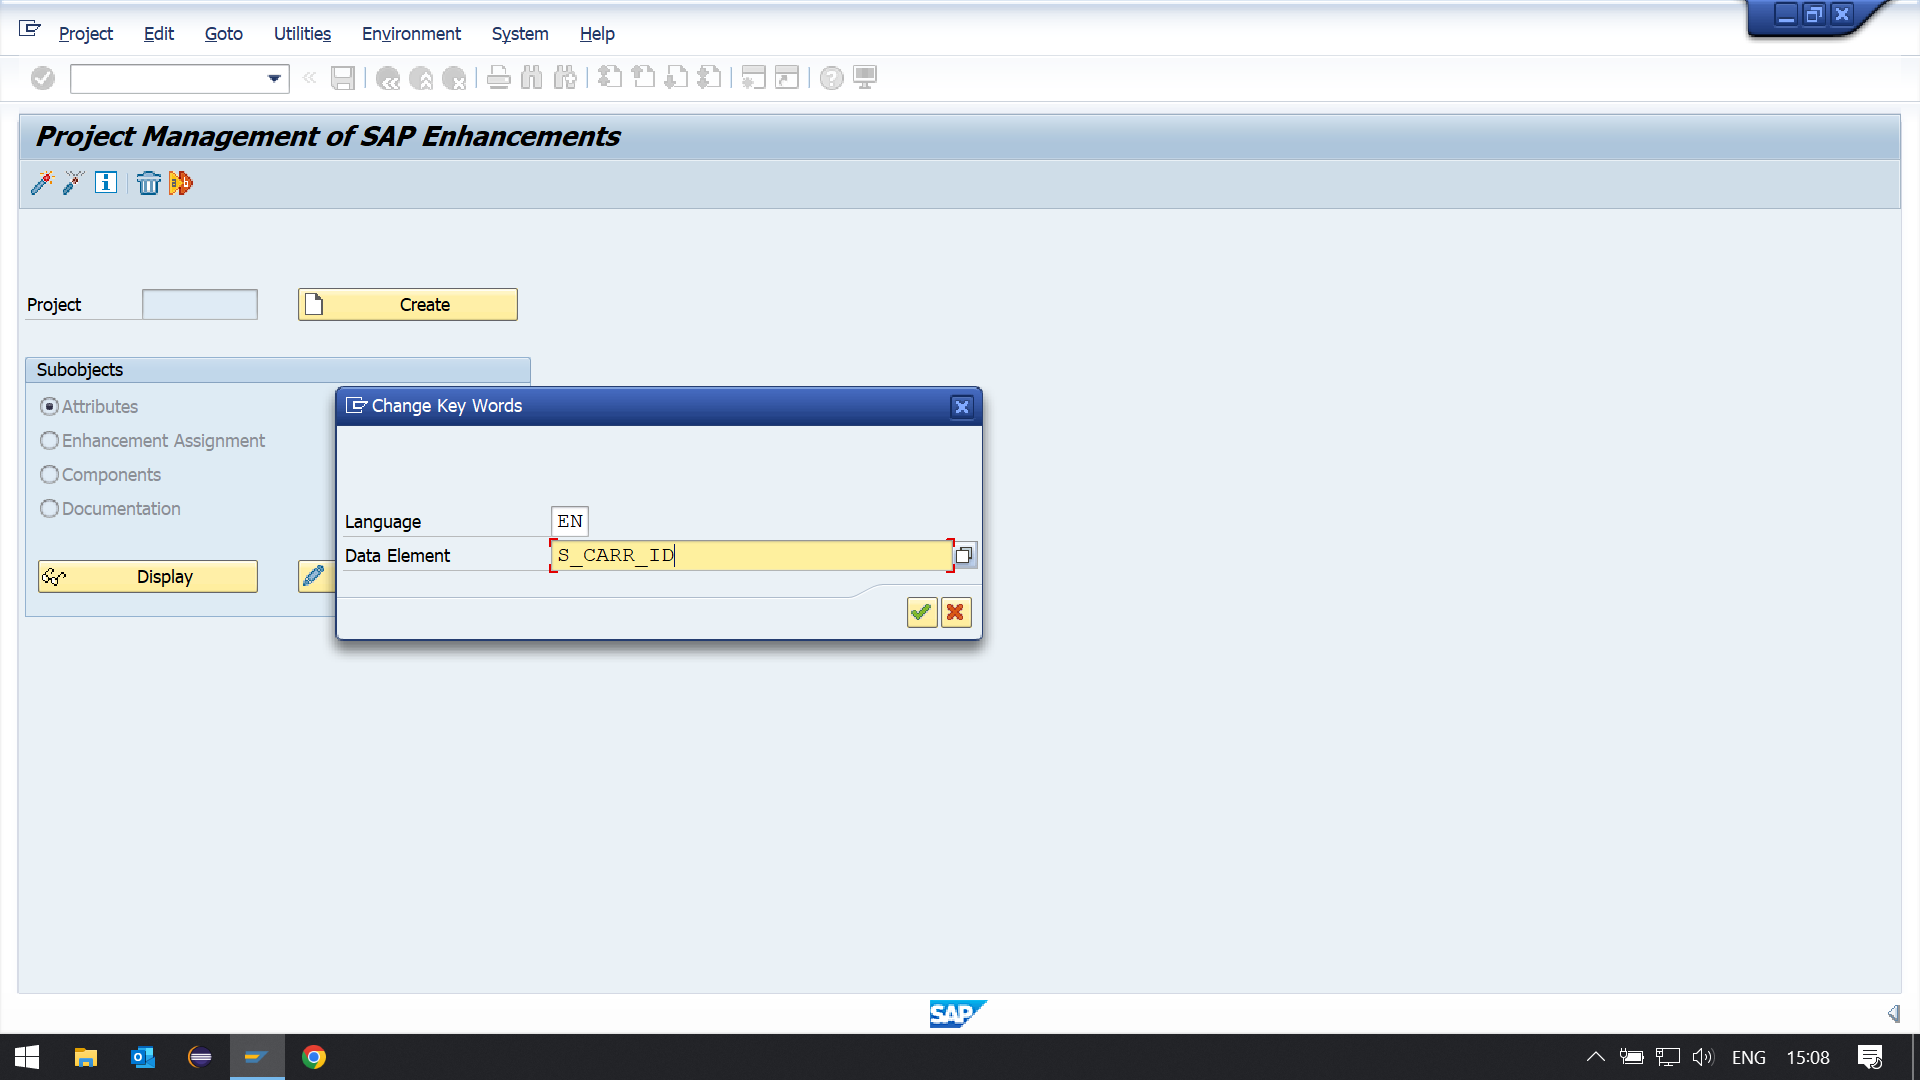 Project Edit Goto Utilities Environment System Help
Project Management of SAP Enhancements
Project
Create
Subobjects
Attributes
Enhancement Assignment
Components
Documentation
Display
Change Key Words
Language EN
Data Element S_CARR_ID
SAP
ENG 15:08